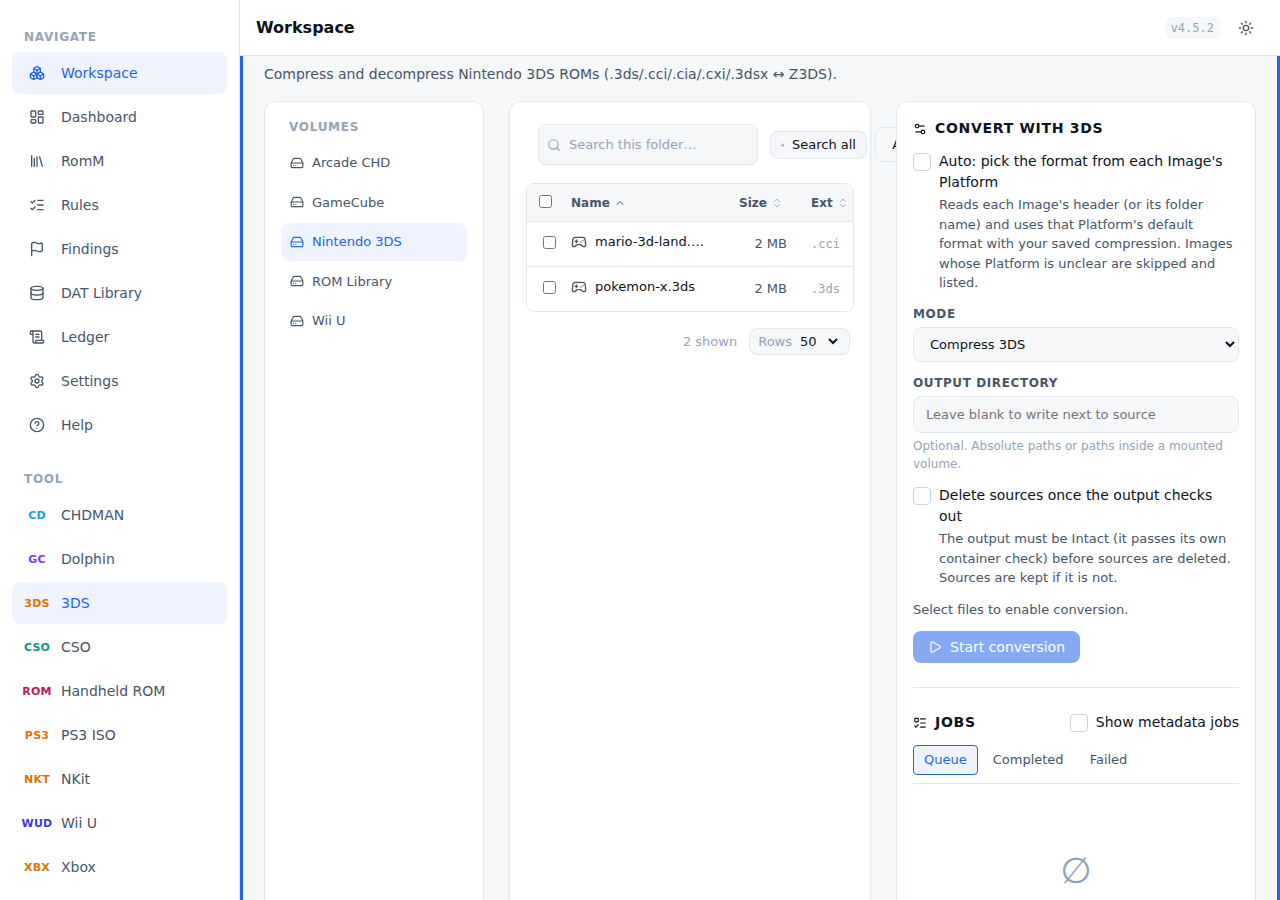 NAVIGATE
Workspace
Dashboard
RomM
Rules
Findings
DAT Library
Ledger
Settings
Help
TOOL
CD CHDMAN
GC Dolphin
3DS 3DS
CSO CSO
ROM Handheld ROM
PS3 PS3 ISO
NKT NKit
WUD Wii U
XBX Xbox
Workspace
v4.5.2
Compress and decompress Nintendo 3DS ROMs (.3ds/.cci/.cia/.cxi/.3dsx ↔ Z3DS).
VOLUMES
Arcade CHD
GameCube
Nintendo 3DS
ROM Library
Wii U
Search this folder…
Search all
Name Size Ext
mario-3d-land.… 2 MB .cci
pokemon-x.3ds 2 MB .3ds
2 shown Rows 50
CONVERT WITH 3DS
Auto: pick the format from each Image's
Platform
Reads each Image's header (or its folder
name) and uses that Platform's default
format with your saved compression. Images
whose Platform is unclear are skipped and
listed.
MODE
Compress 3DS
OUTPUT DIRECTORY
Leave blank to write next to source
Optional. Absolute paths or paths inside a mounted
volume.
Delete sources once the output checks
out
The output must be Intact (it passes its own
container check) before sources are deleted.
Sources are kept if it is not.
Select files to enable conversion.
Start conversion
JOBS
Show metadata jobs
Queue Completed Failed